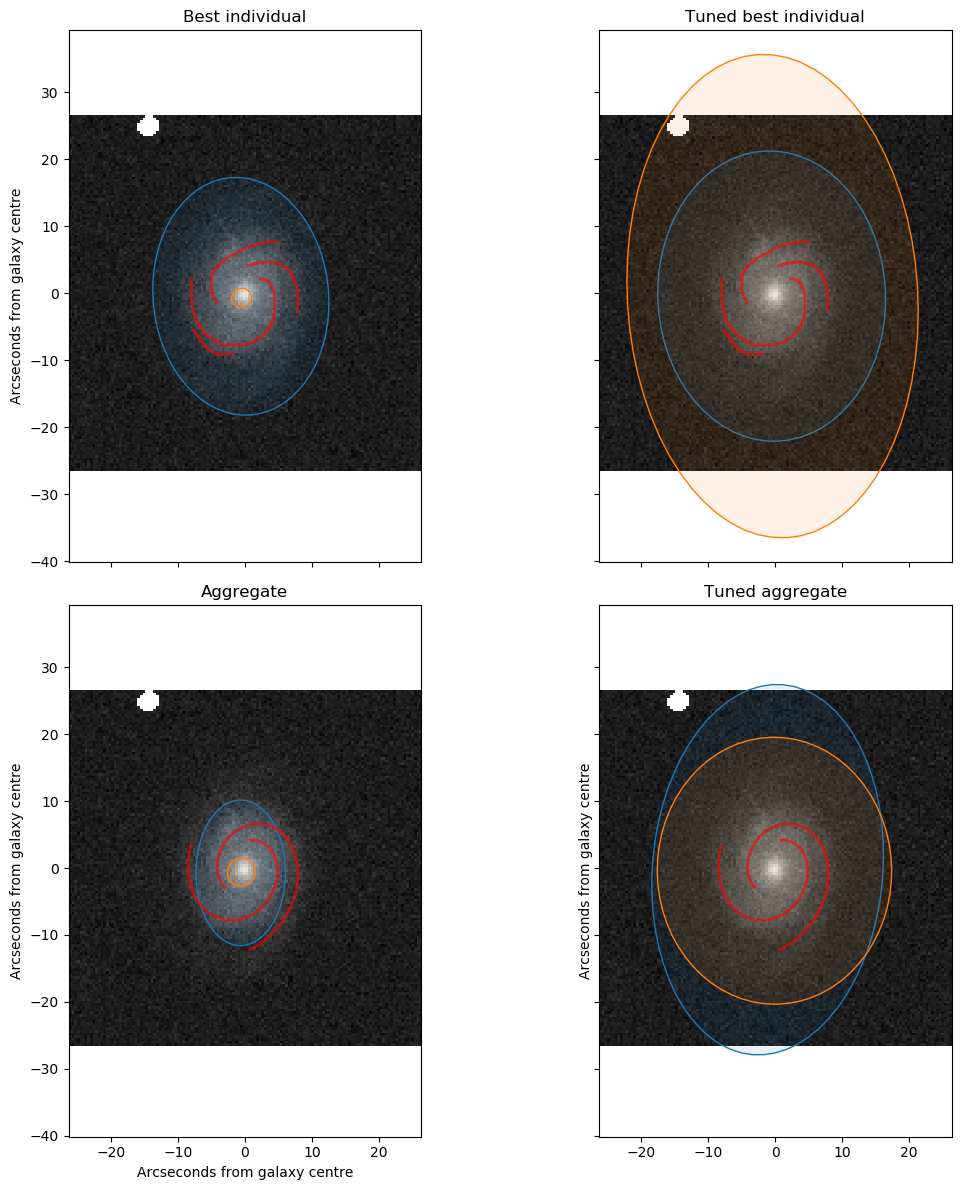 Best individual
Tuned best individual
Arcseconds from galaxy centre
30
20
10
0
−10
−20
−30
−40
Aggregate
Tuned aggregate
Arcseconds from galaxy centre
Arcseconds from galaxy centre
30
20
10
0
−10
−20
−30
−40
−20 −10 0 10 20
−20 −10 0 10 20
Arcseconds from galaxy centre